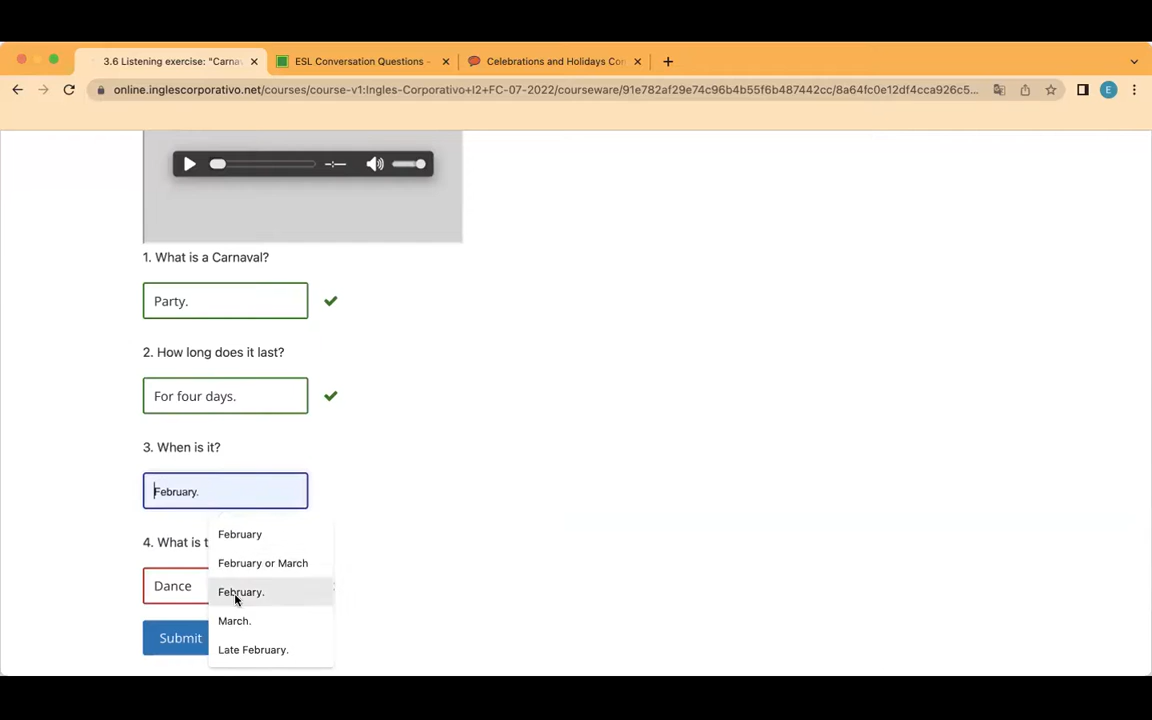 3.6 Listening exercise: "Carna
ESL Conversation Questions -
Celebrations and Holidays Con
online.inglescorporativo.net/courses/course-v1:Ingles-Corporativo+I2+FC-07-2022/courseware/91e782af29e74c96b4b55f6b487442cc/8a64fc0e12df4cca926c5...
E
1. What is a Carnaval?
Party.
2. How long does it last?
For four days.
3. When is it?
February.
February
4. What is t
February or March
Dance
February.
March.
Submit
Late February.